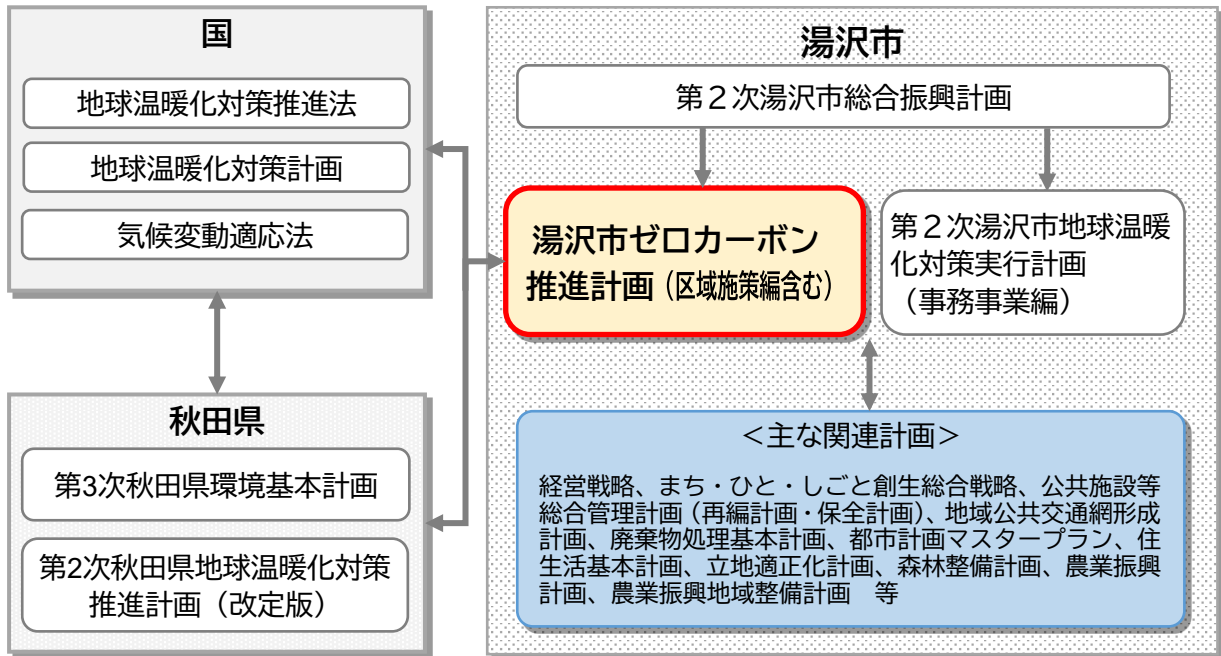 国
地球温暖化対策推進法
地球温暖化対策計画
気候変動適応法
秋田県
第3次秋田県環境基本計画
第2次秋田県地球温暖化対策
推進計画（改定版）
湯沢市
第２次湯沢市総合振興計画
湯沢市ゼロカーボン
推進計画（区域施策編含む）
第２次湯沢市地球温暖
化対策実行計画
（事務事業編）
＜主な関連計画＞
経営戦略、まち・ひと・しごと創生総合戦略、公共施設等
総合管理計画（再編計画・保全計画）、地域公共交通網形成
計画、廃棄物処理基本計画、都市計画マスタープラン、住
生活基本計画、立地適正化計画、森林整備計画、農業振興
計画、農業振興地域整備計画　等